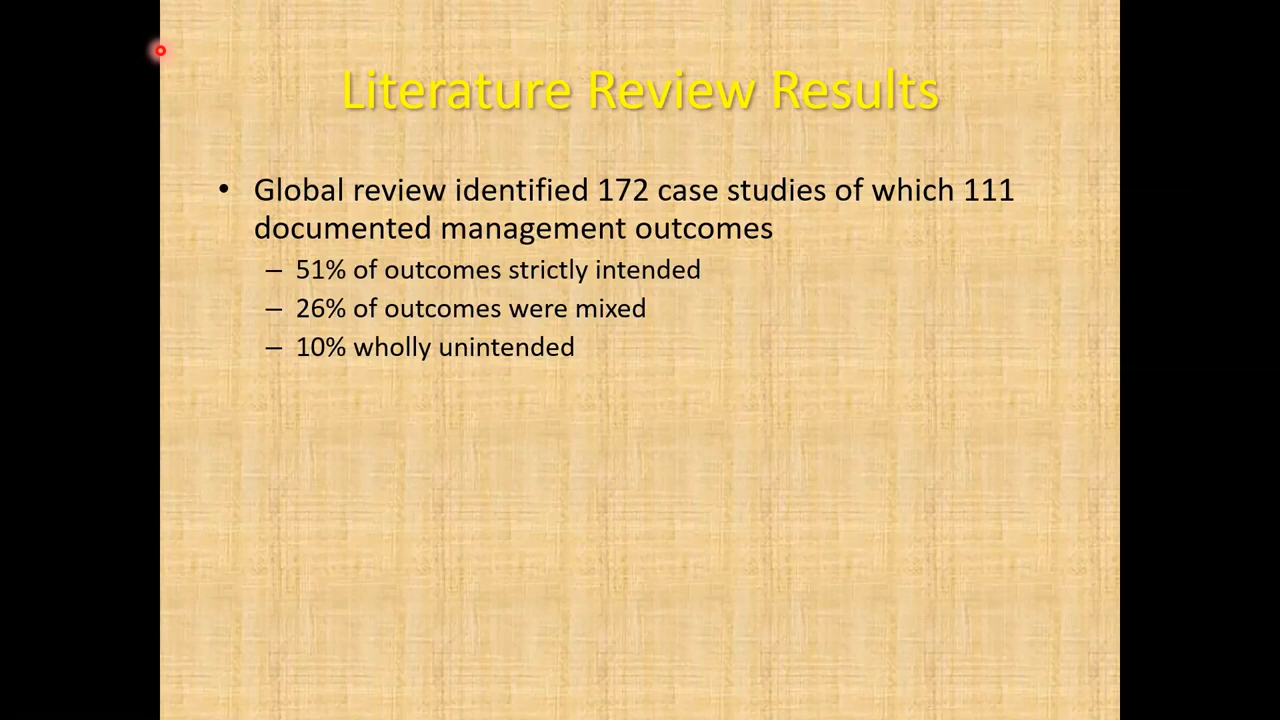 Literature Review Results
• Global review identified 172 case studies of which 111
documented management outcomes
– 51% of outcomes strictly intended
– 26% of outcomes were mixed
– 10% wholly unintended